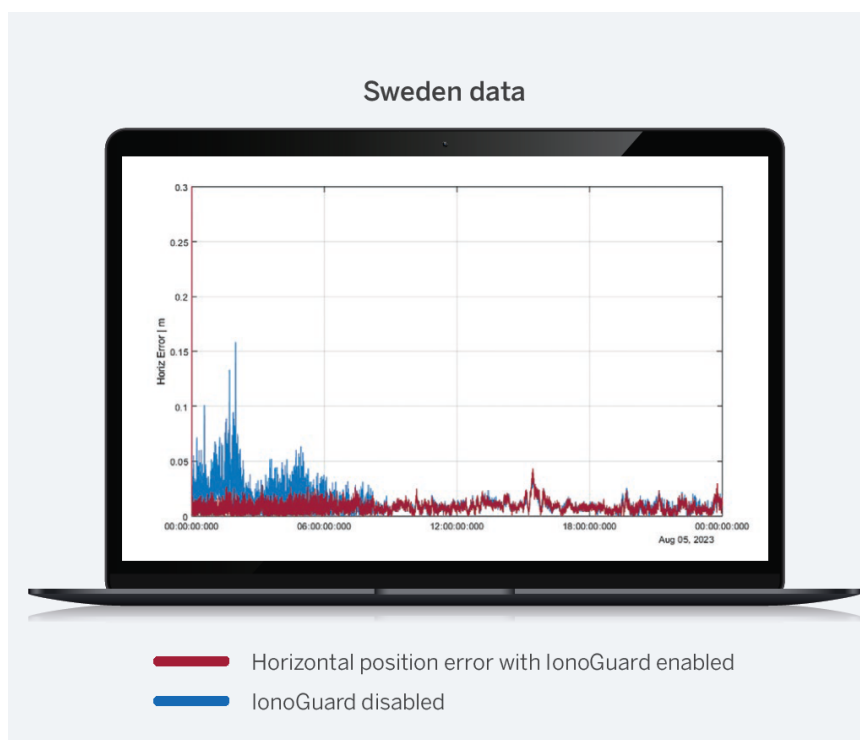 Sweden data
0.3
0.25
0.2
0.15
0.1
0.05
0
Horiz Error | m
00:00:00:000 06:00:00:000 12:00:00:000 18:00:00:000 00:00:00:000
Aug 05, 2023
Horizontal position error with IonoGuard enabled
IonoGuard disabled